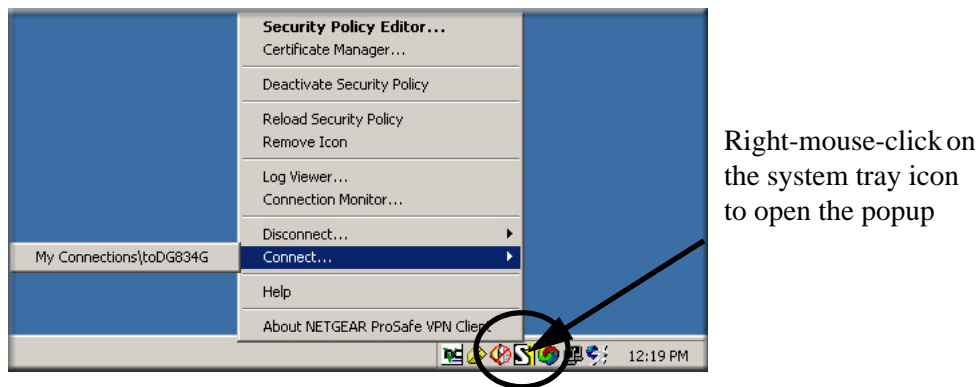 Security Policy Editor...
Certificate Manager...
Deactivate Security Policy
Reload Security Policy
Remove Icon
Log Viewer...
Connection Monitor...
Disconnect...
My Connections\toDG834G
Connect...
Help
About NETGEAR ProSafe VPN Client
12:19 PM
Right-mouse-click on
the system tray icon
to open the popup